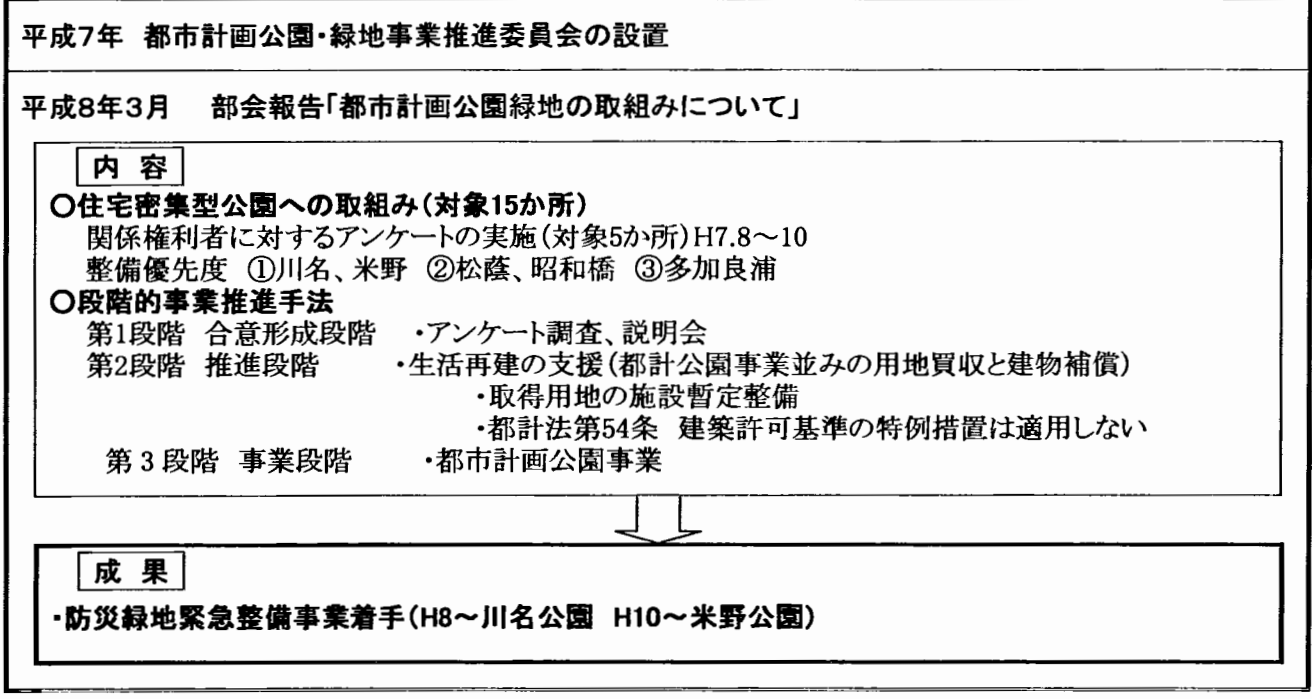 平成7年 都市計画公園・緑地事業推進委員会の設置
平成8年3月 部会報告「都市計画公園緑地の取組みについて」
内 容
○住宅密集型公園への取組み(対象15か所)
関係権利者に対するアンケートの実施(対象5か所)H7.8～10
整備優先度 ①川名、米野 ②松蔭、昭和橋 ③多加良浦
○段階的事業推進手法
第1段階 合意形成段階 ・アンケート調査、説明会
第2段階 推進段階 ・生活再建の支援(都計公園事業並みの用地買収と建物補償)
・取得用地の施設暫定整備
・都計法第54条 建築許可基準の特例措置は適用しない
第3段階 事業段階 ・都市計画公園事業
成 果
・防災緑地緊急整備事業着手(H8～川名公園 H10～米野公園)